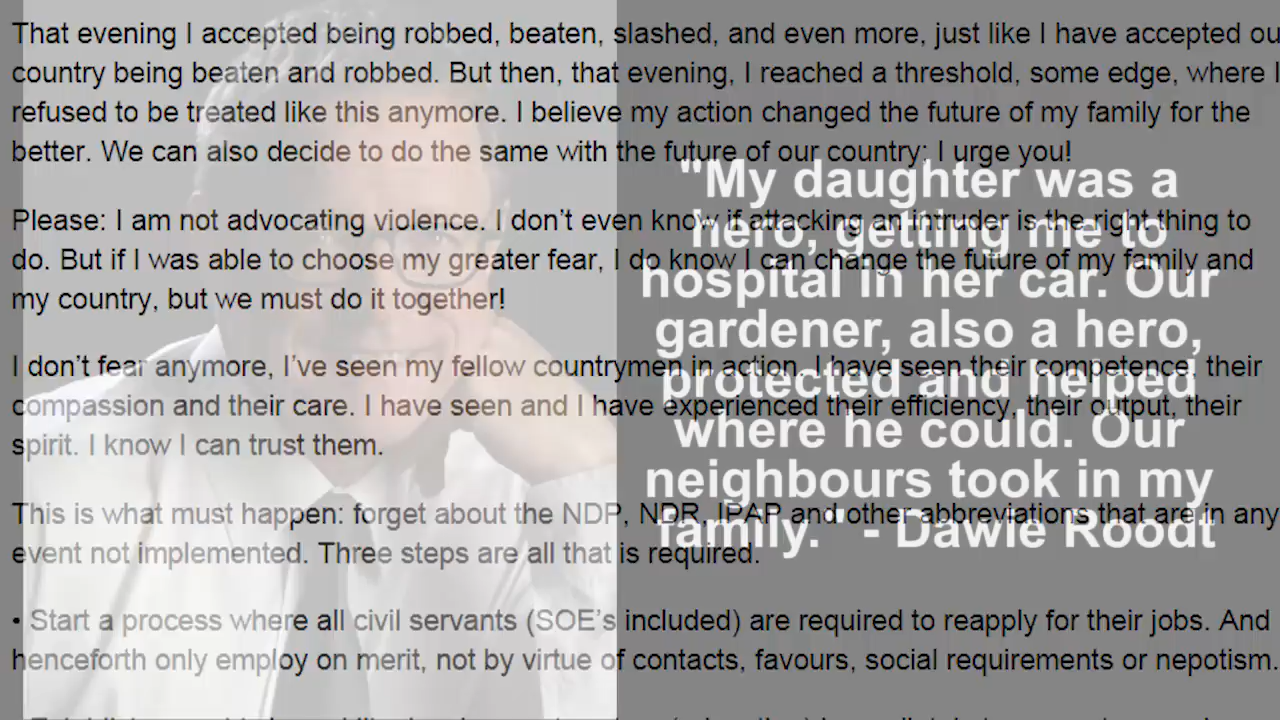 That evening I accepted being robbed, beaten, slashed, and even more, just like I have accepted ou
country being beaten and robbed. But then, that evening, I reached a threshold, some edge, where I
refused to be treated like this anymore. I believe my action changed the future of my family for the
better. We can also decide to do the same with the future of our country; I urge you!
Please: I am not advocating violence. I don't even know if attacking an intruder is the right thing to
do. But if I was able to choose my greater fear, I do know I can change the future of my family and
my country, but we must do it together!
I don't fear anymore, I've seen my fellow countrymen in action. I have seen their competence, their
compassion and their care. I have seen and I have experienced their efficiency, their output, their
spirit. I know I can trust them.
This is what must happen: forget about the NDP, NDR, IPAP and other abbreviations that are in any
event not implemented. Three steps are all that is required.
• Start a process where all civil servants (SOE's included) are required to reapply for their jobs. And
henceforth only employ on merit, not by virtue of contacts, favours, social requirements or nepotism.
"My daughter was a
hero, getting me to
hospital in her car. Our
gardener, also a hero,
protected and helped
where he could. Our
neighbours took in my
family." - Dawie Roodt